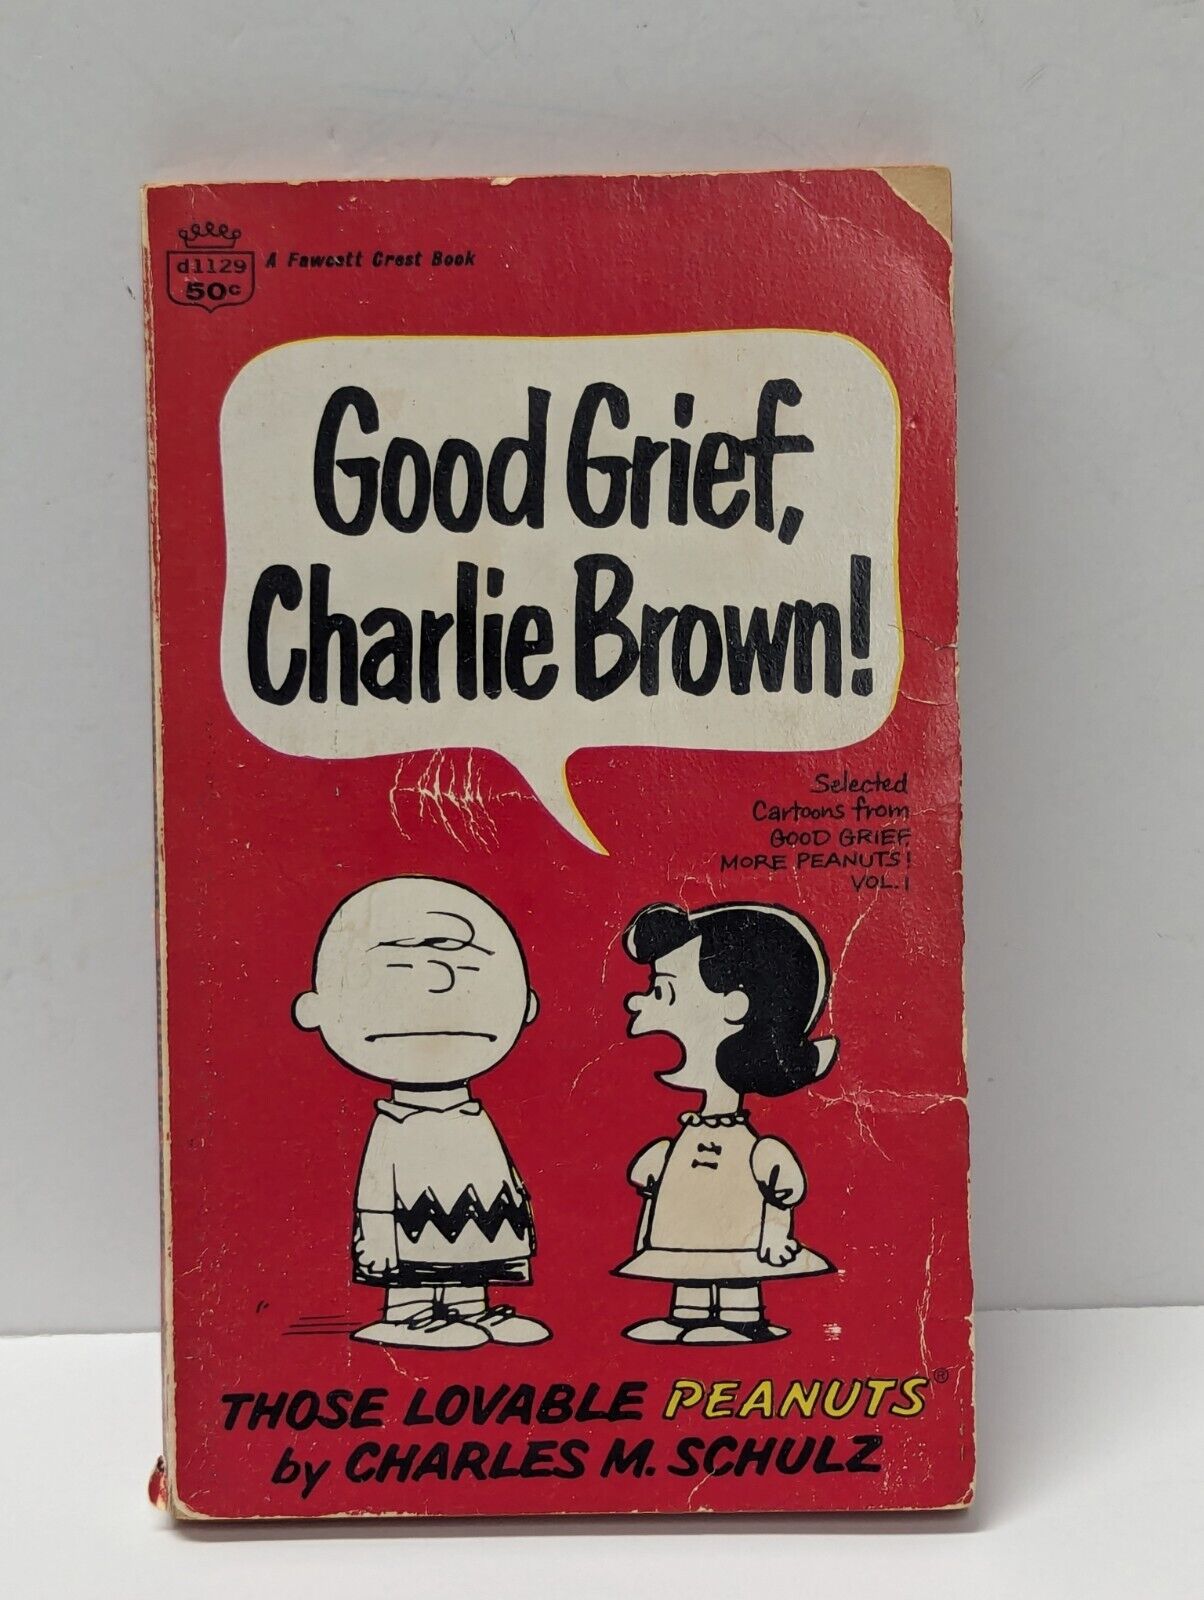 d1129
50c
A Fawcett Crest Book
Good Grief,
Charlie Brown!
Selected
Cartoons from
GOOD GRIEF,
MORE PEANUTS!
VOL. 1
THOSE LOVABLE PEANUTS®
by CHARLES M. SCHULZ